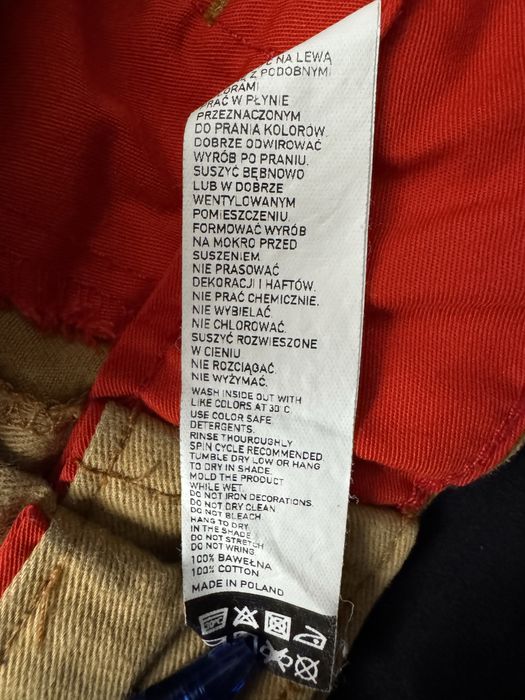 NA LEWĄ
Z PODOBNYMI
PRAĆ W PŁYNIE
PRZEZNACZONYM
DO PRANIA KOLORÓW.
DOBRZE ODWIROWAĆ
WYRÓB PO PRANIU.
SUSZYĆ BĘBNOWO
LUB W DOBRZE
WENTYLOWANYM
POMIESZCZENIU.
FORMOWAĆ WYRÓB
NA MOKRO PRZED
SUSZENIEM.
NIE PRASOWAĆ
DEKORACJI I HAFTÓW.
NIE PRAĆ CHEMICZNIE.
NIE WYBIELAĆ.
NIE CHLOROWAĆ.
SUSZYĆ ROZWIESZONE
W CIENIU
NIE ROZCIĄGAĆ.
NIE WYŻYMAĆ.
WASH INSIDE OUT WITH
LIKE COLORS AT 30°C
USE COLOR SAFE
DETERGENTS.
RINSE THOUROUGHLY
SPIN CYCLE RECOMMENDED.
TUMBLE DRY LOW OR HANG
TO DRY IN SHADE.
MOLD THE PRODUCT
WHILE WET.
DO NOT IRON DECORATIONS.
DO NOT DRY CLEAN
DO NOT BLEACH
HANG TO DRY
IN THE SHADE
DO NOT STRETCH
DO NOT WRING.
100% BAWEŁNA
100% COTTON
MADE IN POLAND